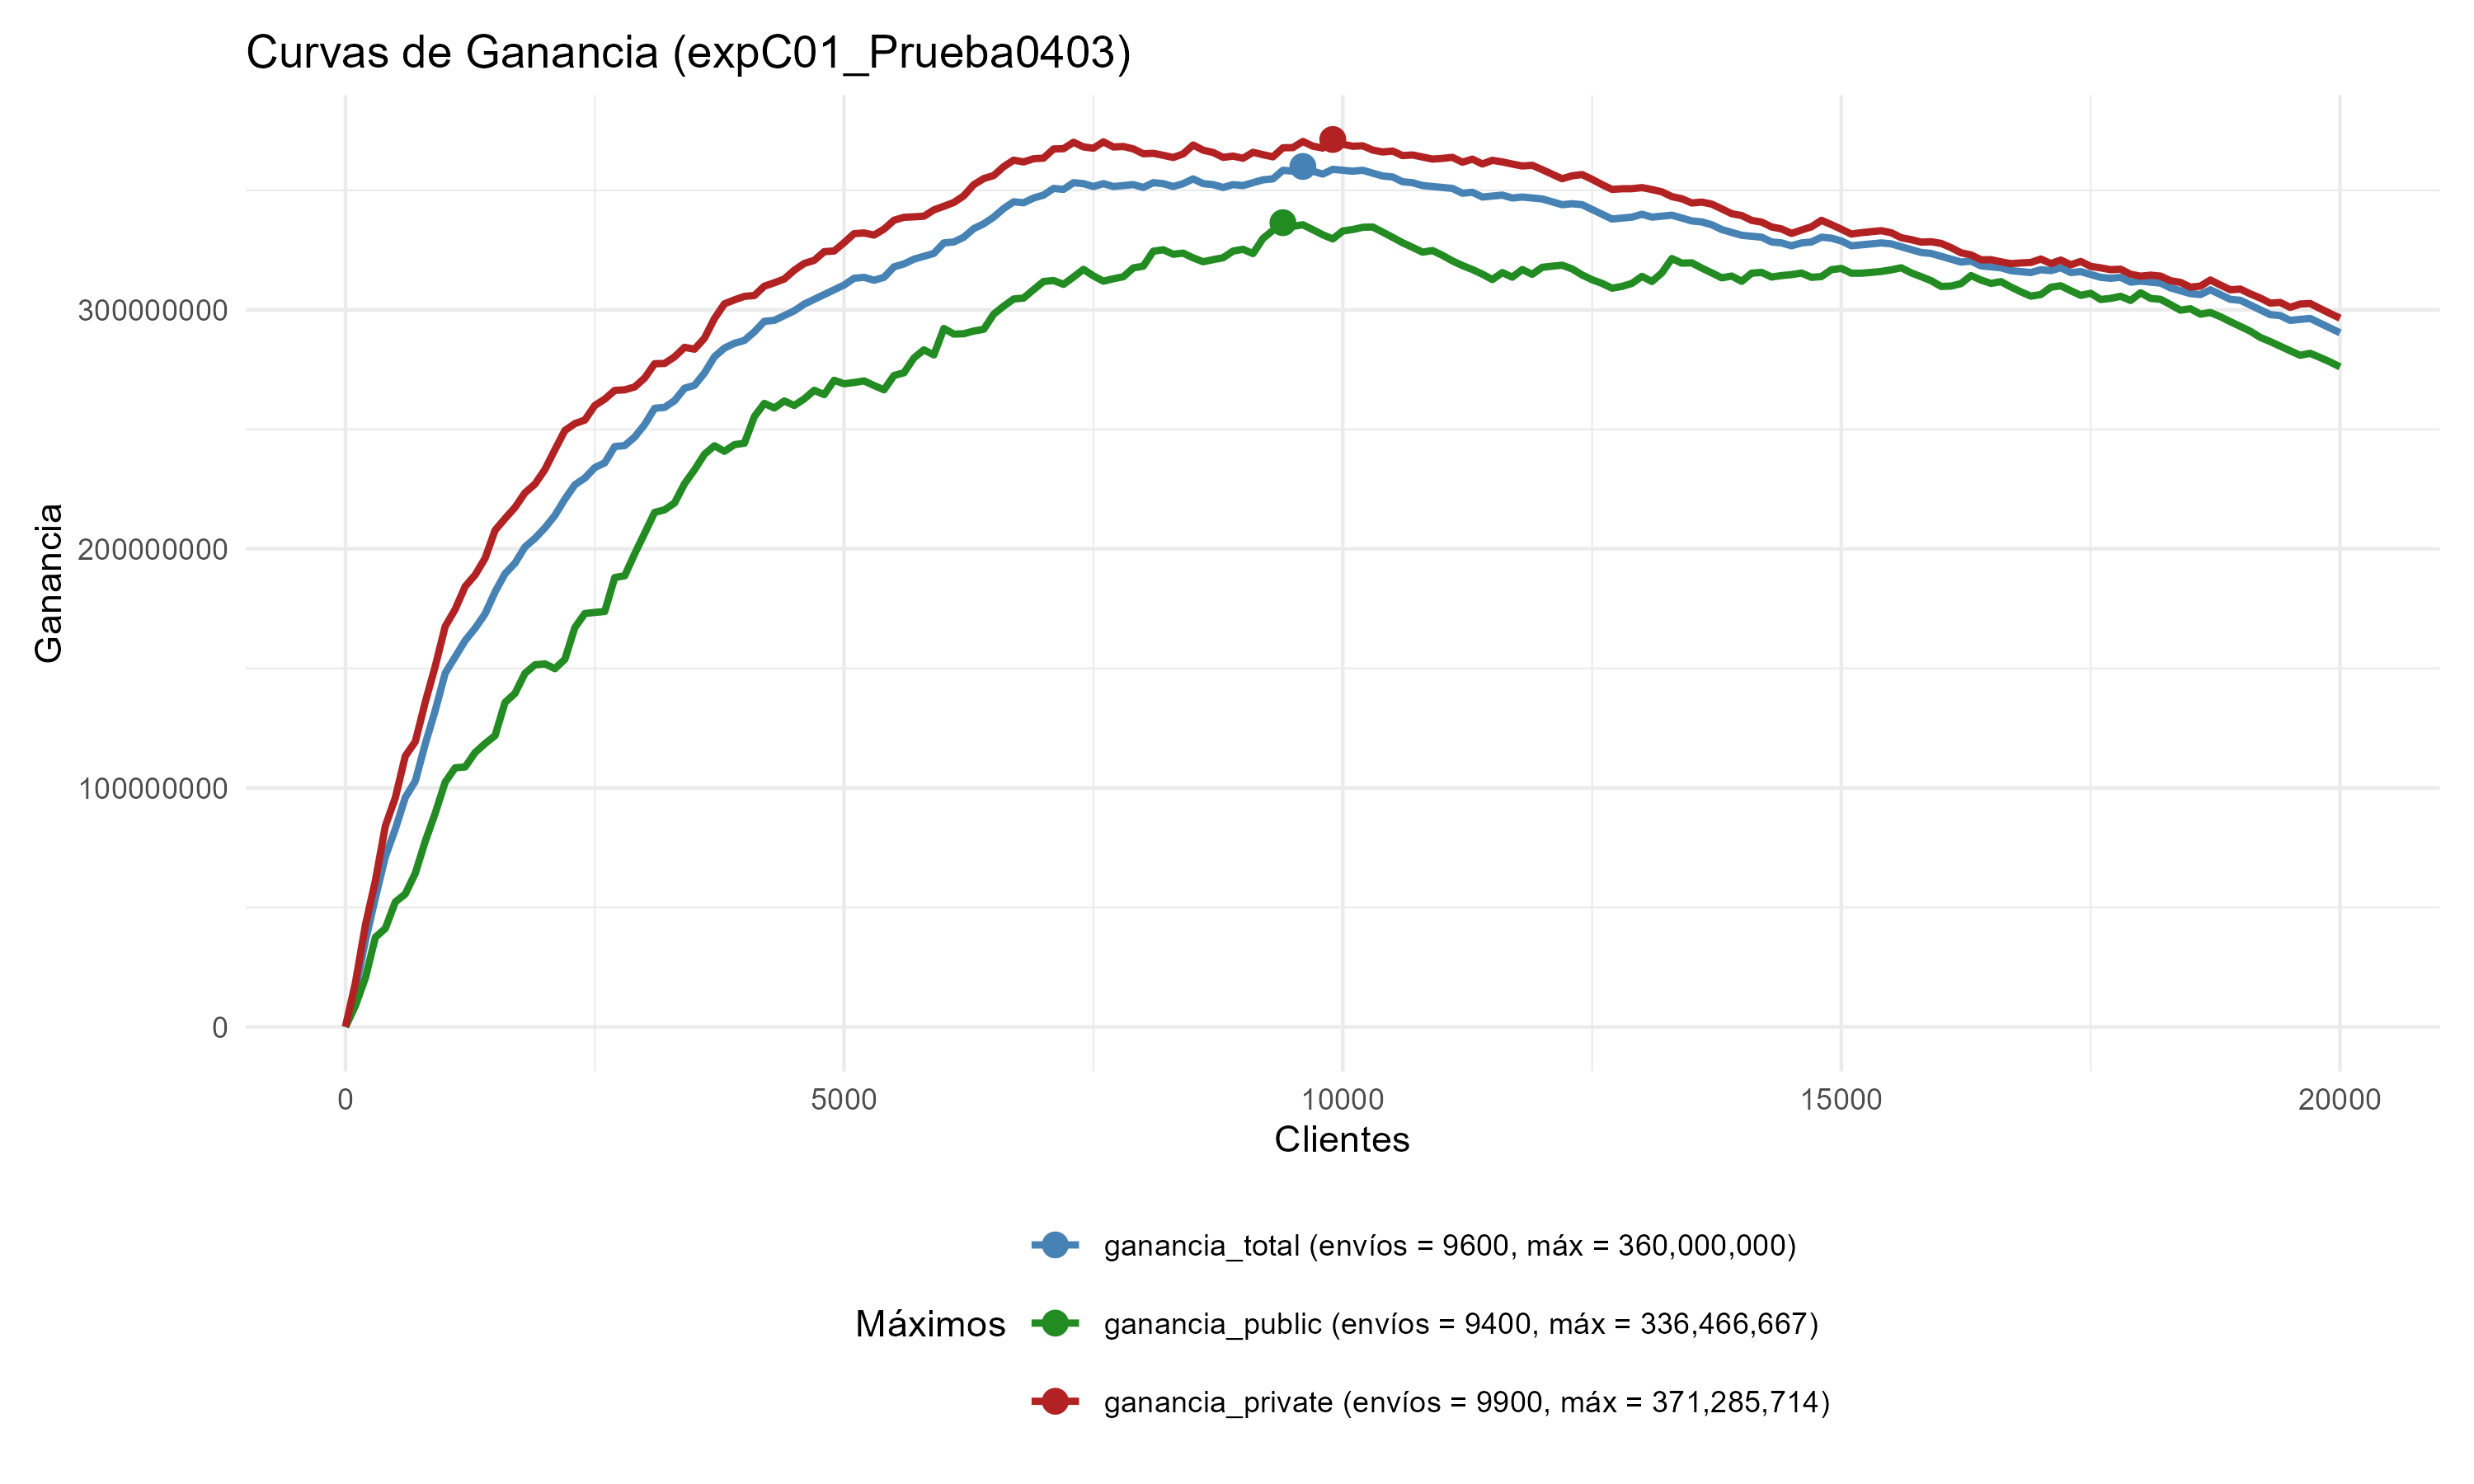 Curvas de Ganancia (expC01_Prueba0403)
Ganancia
300000000
200000000
100000000
0
0 5000 10000 15000 20000
Clientes
Máximos
ganancia_total (envíos = 9600, máx = 360,000,000)
ganancia_public (envíos = 9400, máx = 336,466,667)
ganancia_private (envíos = 9900, máx = 371,285,714)